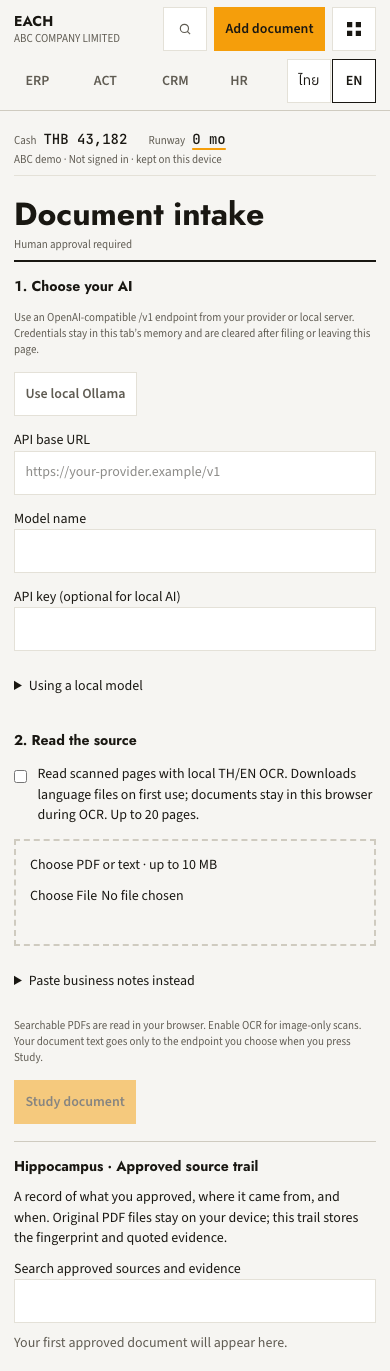 EACH
ABC COMPANY LIMITED
Add document
ERP
ACT
CRM
HR
ไทย
EN
Cash THB 43,182 Runway 0 mo
ABC demo · Not signed in · kept on this device
Document intake
Human approval required
1. Choose your AI
Use an OpenAI-compatible /v1 endpoint from your provider or local server.
Credentials stay in this tab's memory and are cleared after filing or leaving this
page.
Use local Ollama
API base URL
https://your-provider.example/v1
Model name
API key (optional for local AI)
Using a local model
2. Read the source
Read scanned pages with local TH/EN OCR. Downloads
language files on first use; documents stay in this browser
during OCR. Up to 20 pages.
Choose PDF or text · up to 10 MB
Choose File No file chosen
Paste business notes instead
Searchable PDFs are read in your browser. Enable OCR for image-only scans.
Your document text goes only to the endpoint you choose when you press
Study.
Study document
Hippocampus · Approved source trail
A record of what you approved, where it came from, and
when. Original PDF files stay on your device; this trail stores
the fingerprint and quoted evidence.
Search approved sources and evidence
Your first approved document will appear here.